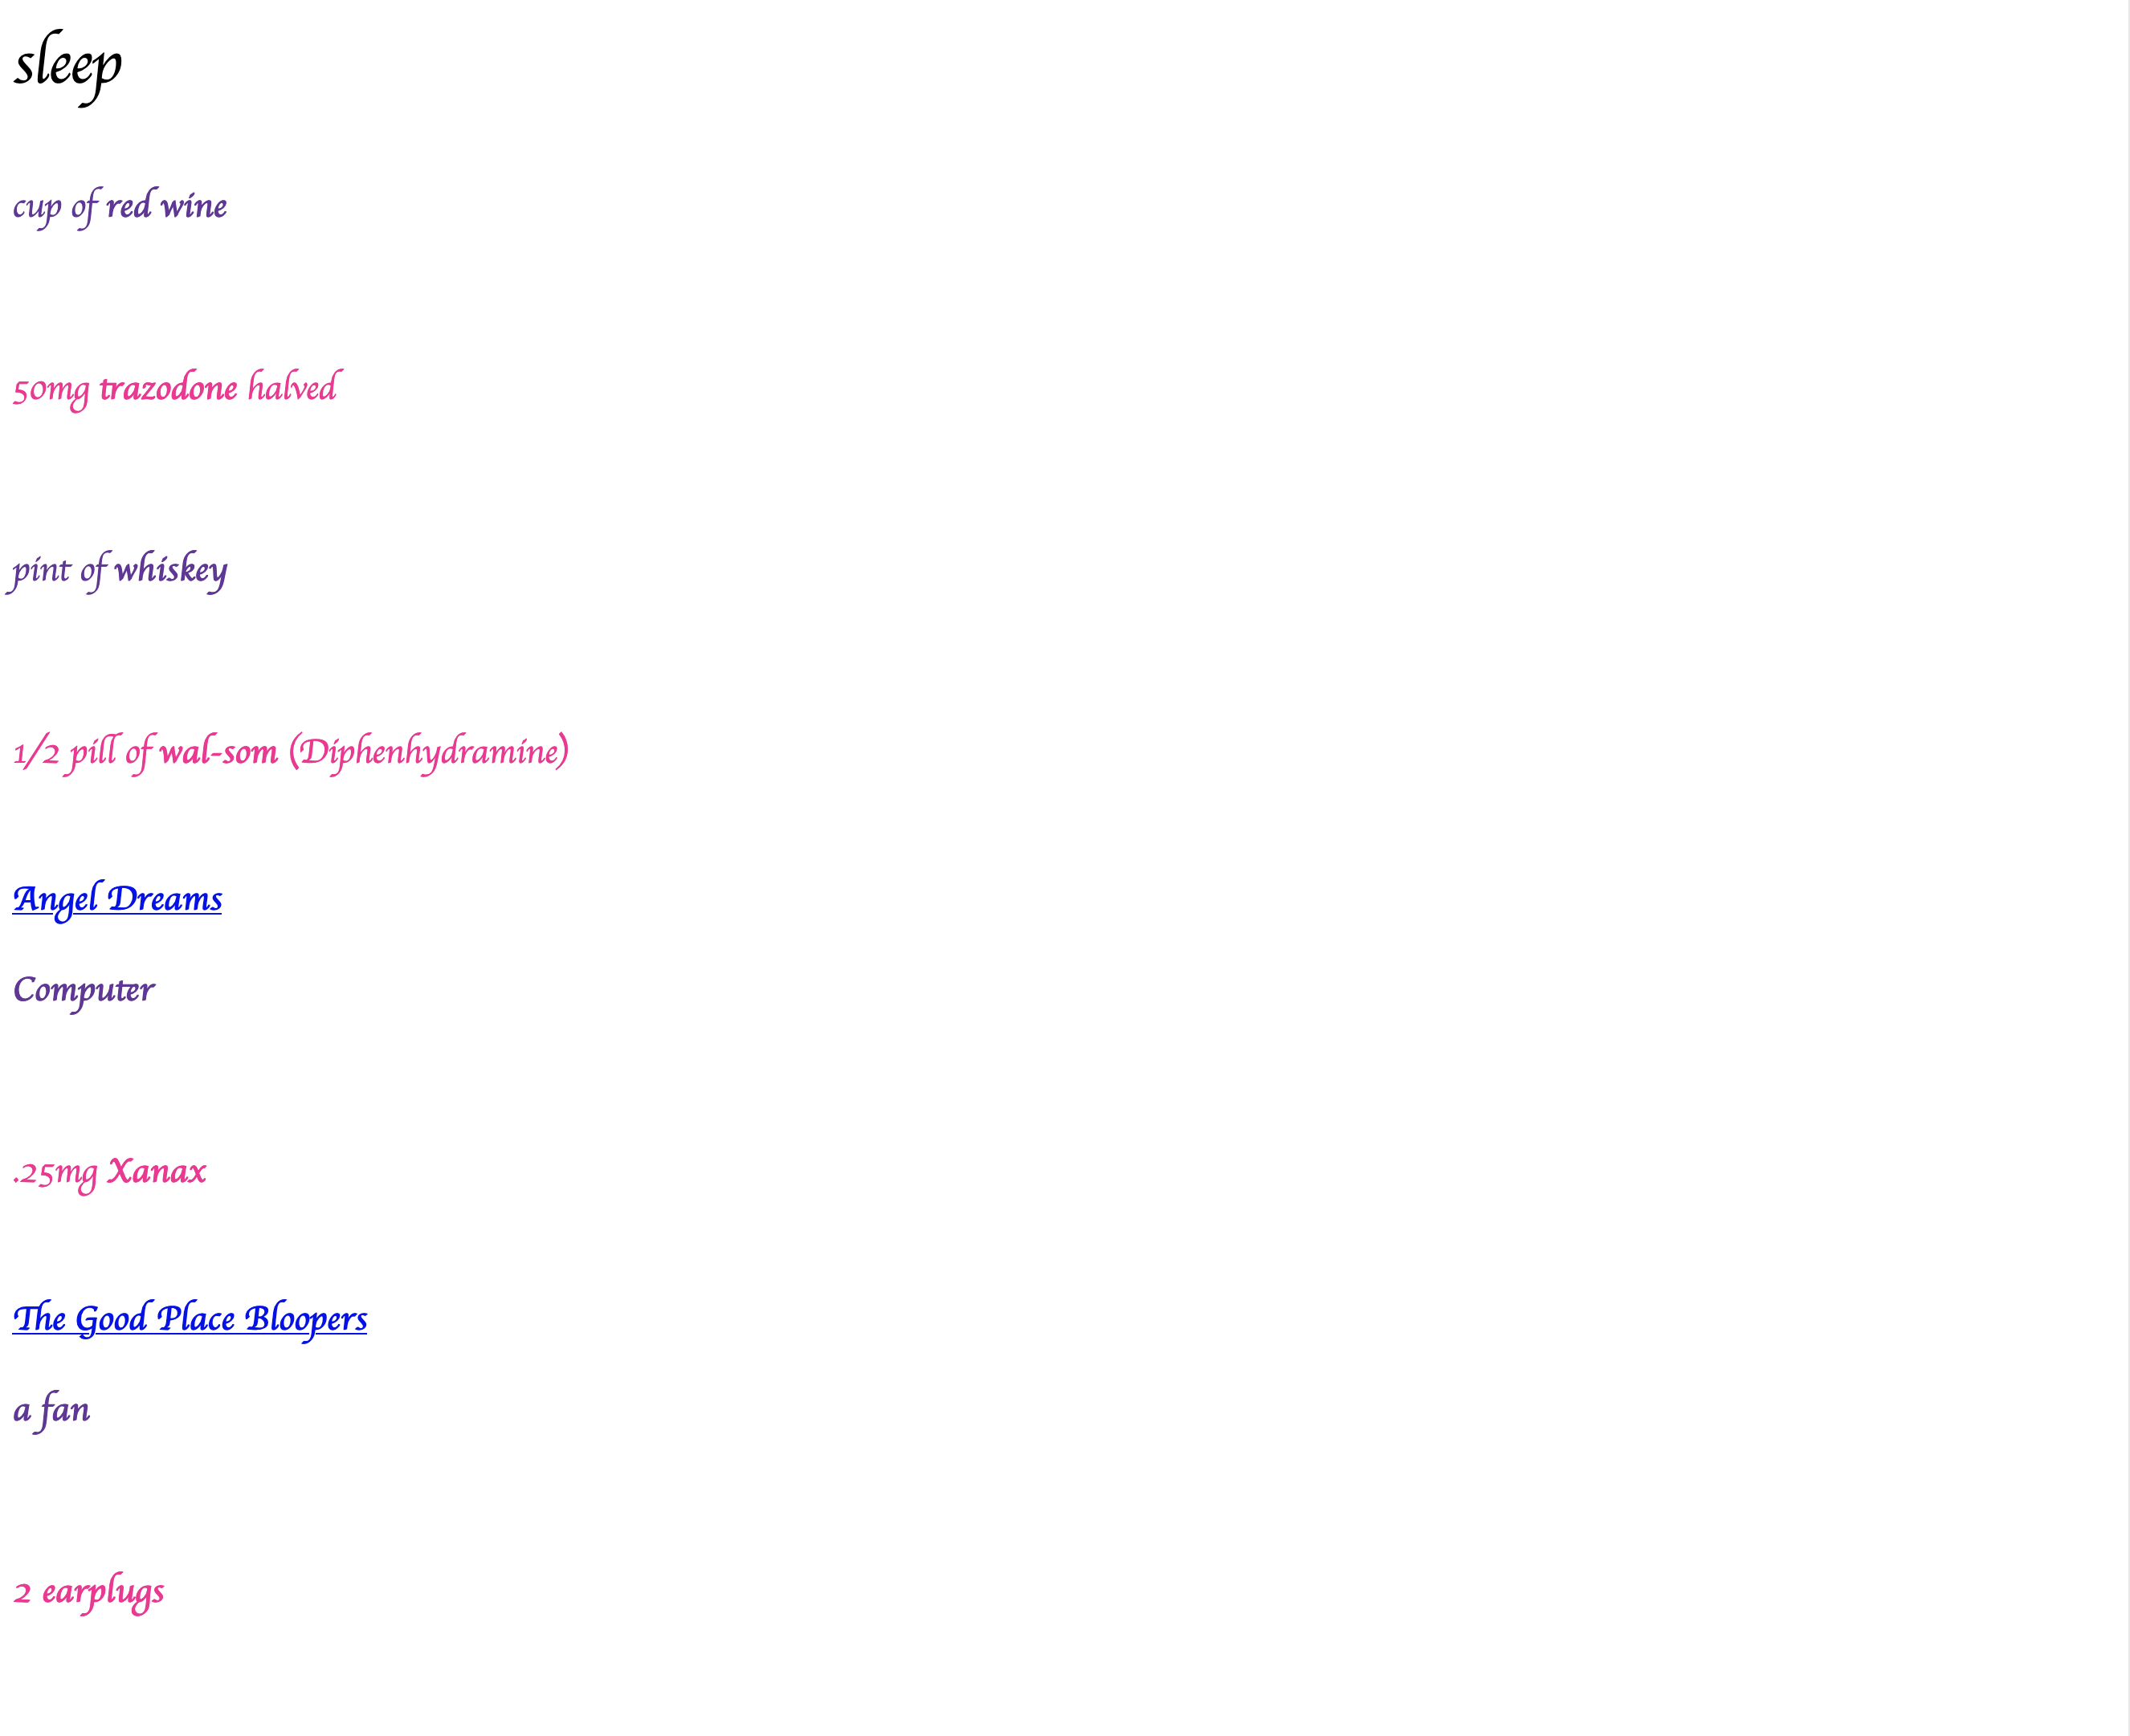 sleep
cup of red wine
50mg trazodone halved
pint of whiskey
1/2 pill of wal-som (Diphenhydramine)
Angel Dreams
Computer
.25mg Xanax
The Good Place Bloopers
a fan
2 earplugs